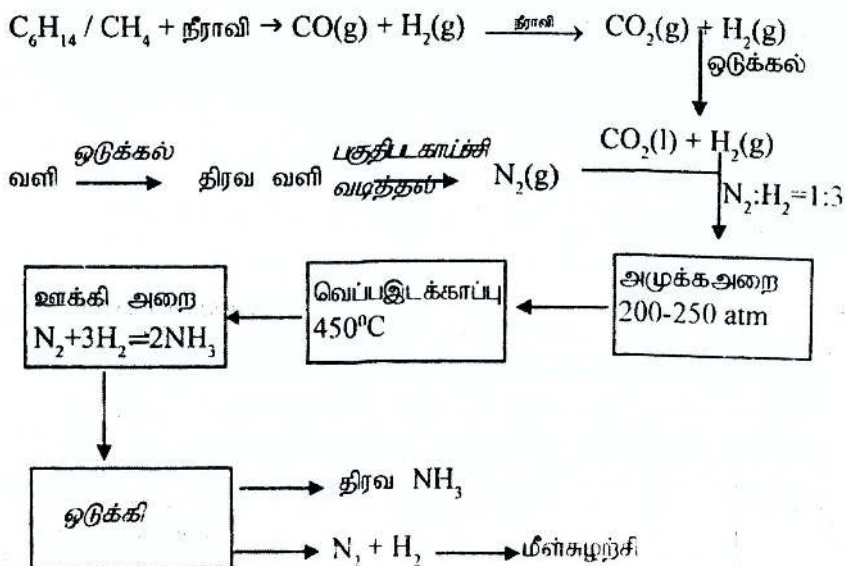 C₆H₁₄ / CH₄ + நீராவி → CO(g) + H₂(g) நீராவி → CO₂(g) + H₂(g)
ஒடுக்கல்
CO₂(l) + H₂(g)
வளி ஒடுக்கல் → திரவ வளி பகுதிபடகாய்ச்சி வடித்தல் → N₂(g)
N₂:H₂=1:3
ஊக்கி அறை
N₂+3H₂⇌2NH₃
வெப்பஇடக்காப்பு
450⁰C
அமுக்கஅறை
200-250 atm
ஒடுக்கி
திரவ NH₃
N₂ + H₂ → மீள்சுழற்சி